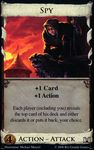 Spy
+1 Card
+1 Action
Each player (including you) reveals
the top card of his deck and either
discards it or puts it back, your choice.
4
Action – Attack